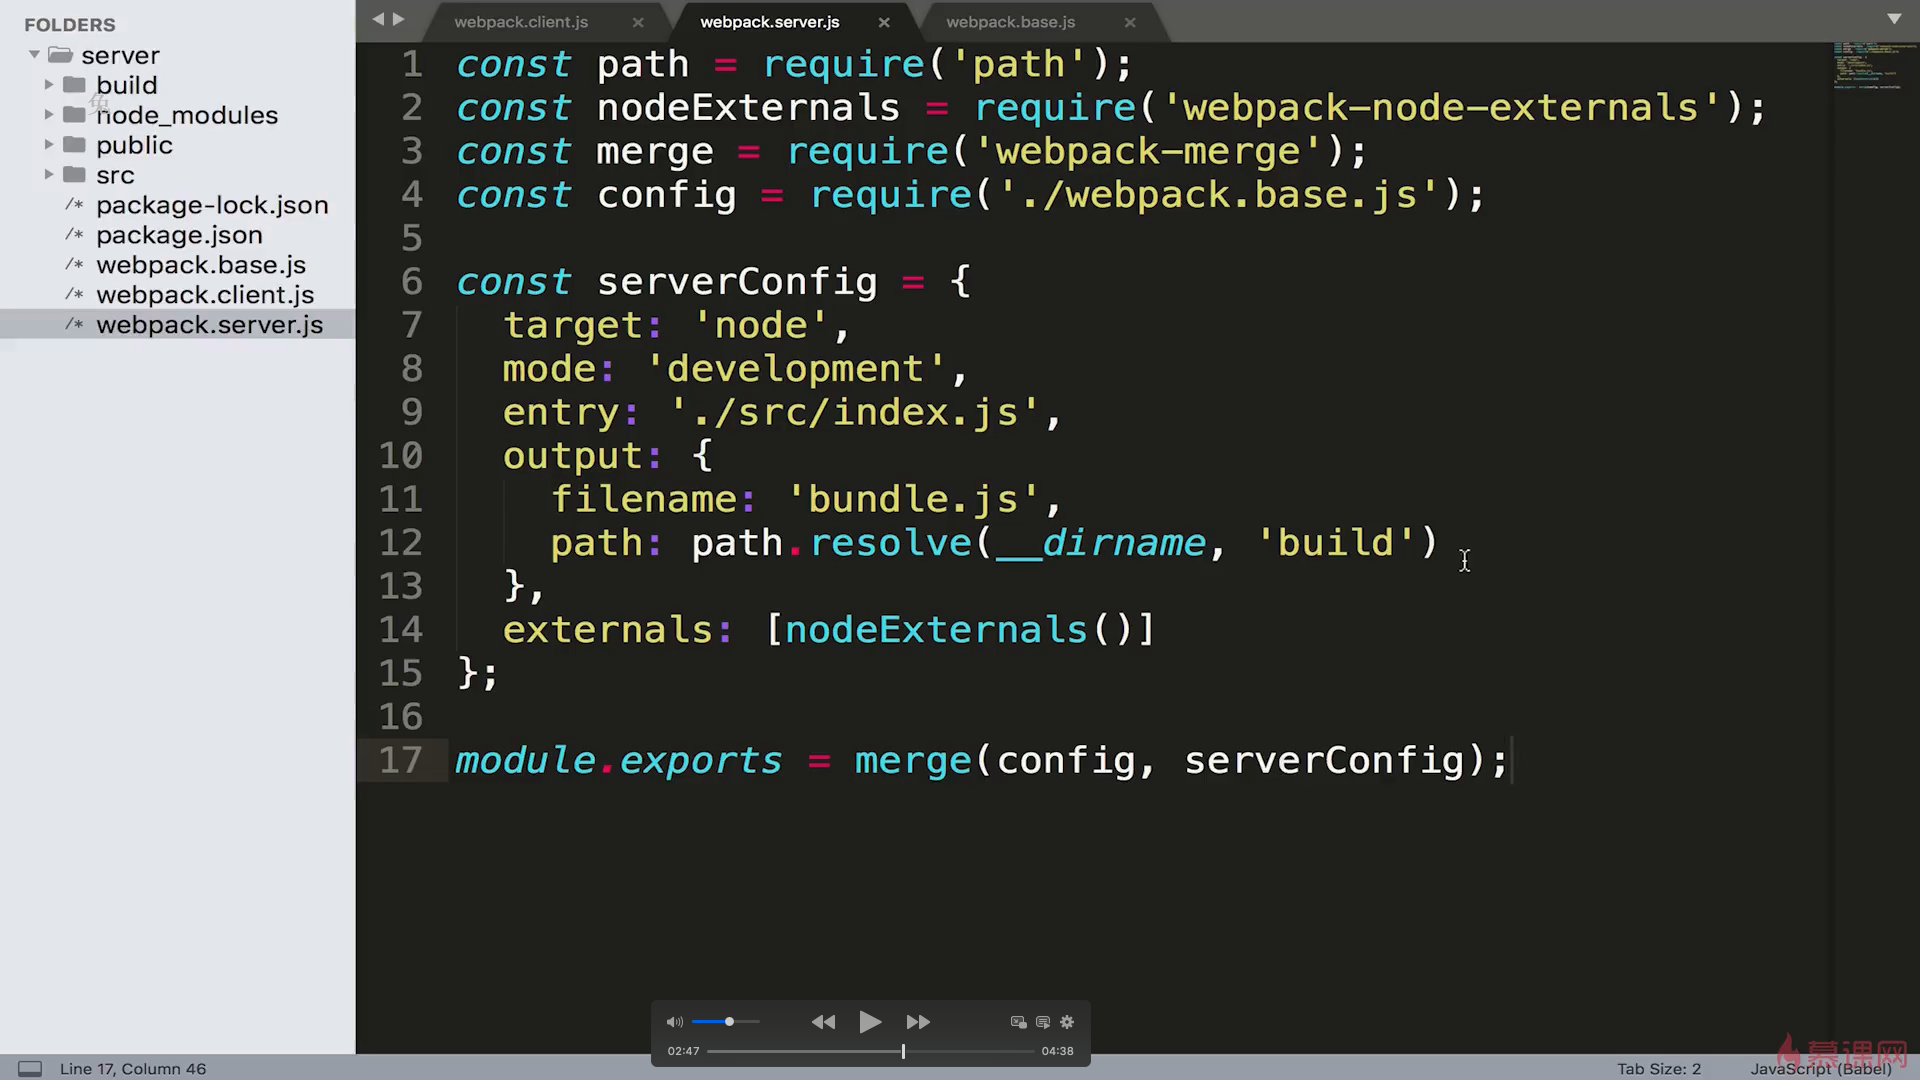 FOLDERS
server
build
node_modules
public
src
/* package-lock.json
/* package.json
/* webpack.base.js
/* webpack.client.js
/* webpack.server.js
webpack.client.js ×
webpack.server.js ×
webpack.base.js ×
1 const path = require('path');
2 const nodeExternals = require('webpack-node-externals');
3 const merge = require('webpack-merge');
4 const config = require('./webpack.base.js');
5
6 const serverConfig = {
7 target: 'node',
8 mode: 'development',
9 entry: './src/index.js',
10 output: {
11 filename: 'bundle.js',
12 path: path.resolve(__dirname, 'build')
13 },
14 externals: [nodeExternals()]
15 };
16
17 module.exports = merge(config, serverConfig);
02:47
04:38
Line 17, Column 46
Tab Size: 2
JavaScript (Babel)
慕课网